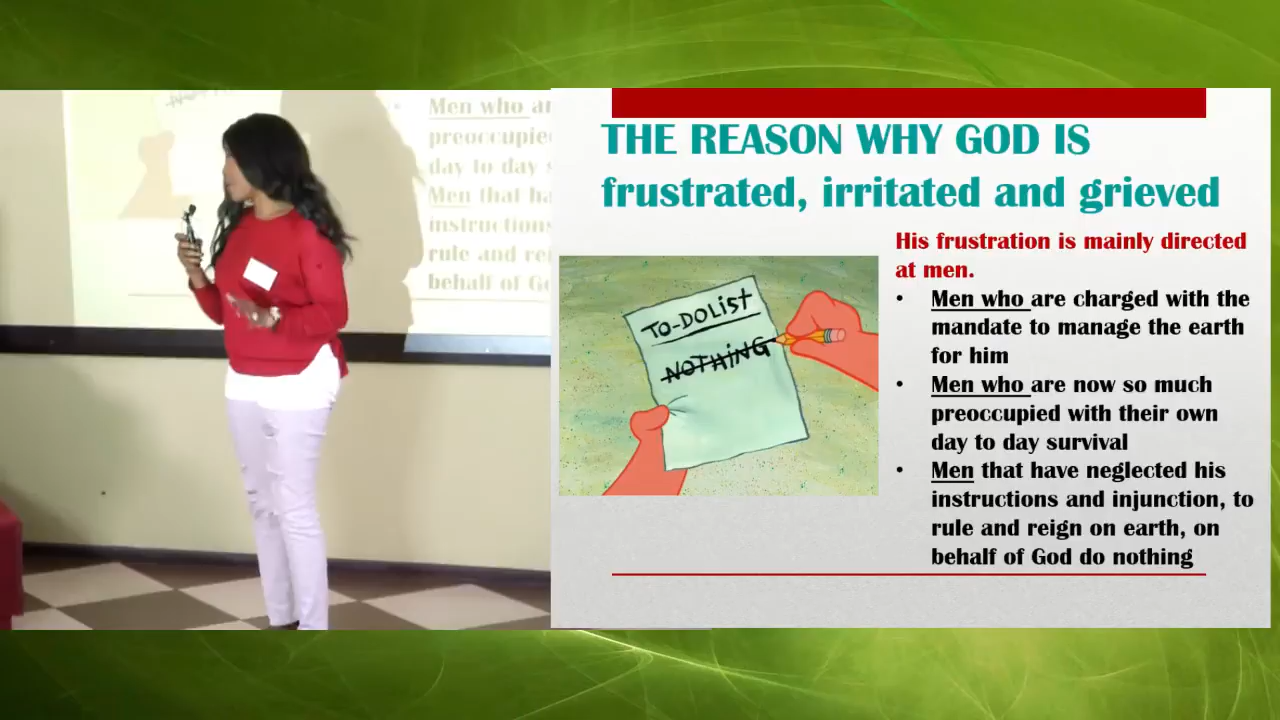 Men who ar
preoccupied
day to day s
Men that ha
instructions
rule and rei
behalf of Go
THE REASON WHY GOD IS
frustrated, irritated and grieved
His frustration is mainly directed
at men.
• Men who are charged with the
mandate to manage the earth
for him
• Men who are now so much
preoccupied with their own
day to day survival
• Men that have neglected his
instructions and injunction, to
rule and reign on earth, on
behalf of God do nothing
TO-DO LIST
NOTHING